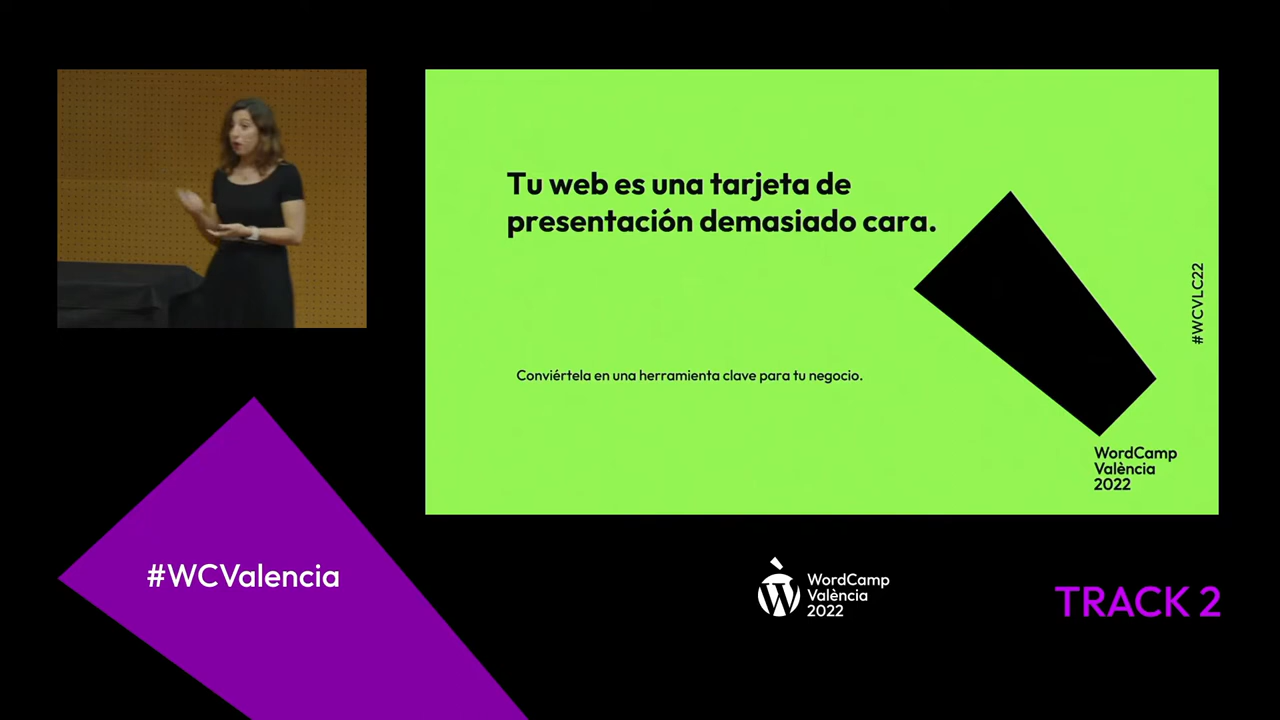 Tu web es una tarjeta de
presentación demasiado cara.
Conviértela en una herramienta clave para tu negocio.
#WCVLC22
WordCamp
València
2022
#WCValencia
WordCamp
València
2022
TRACK 2